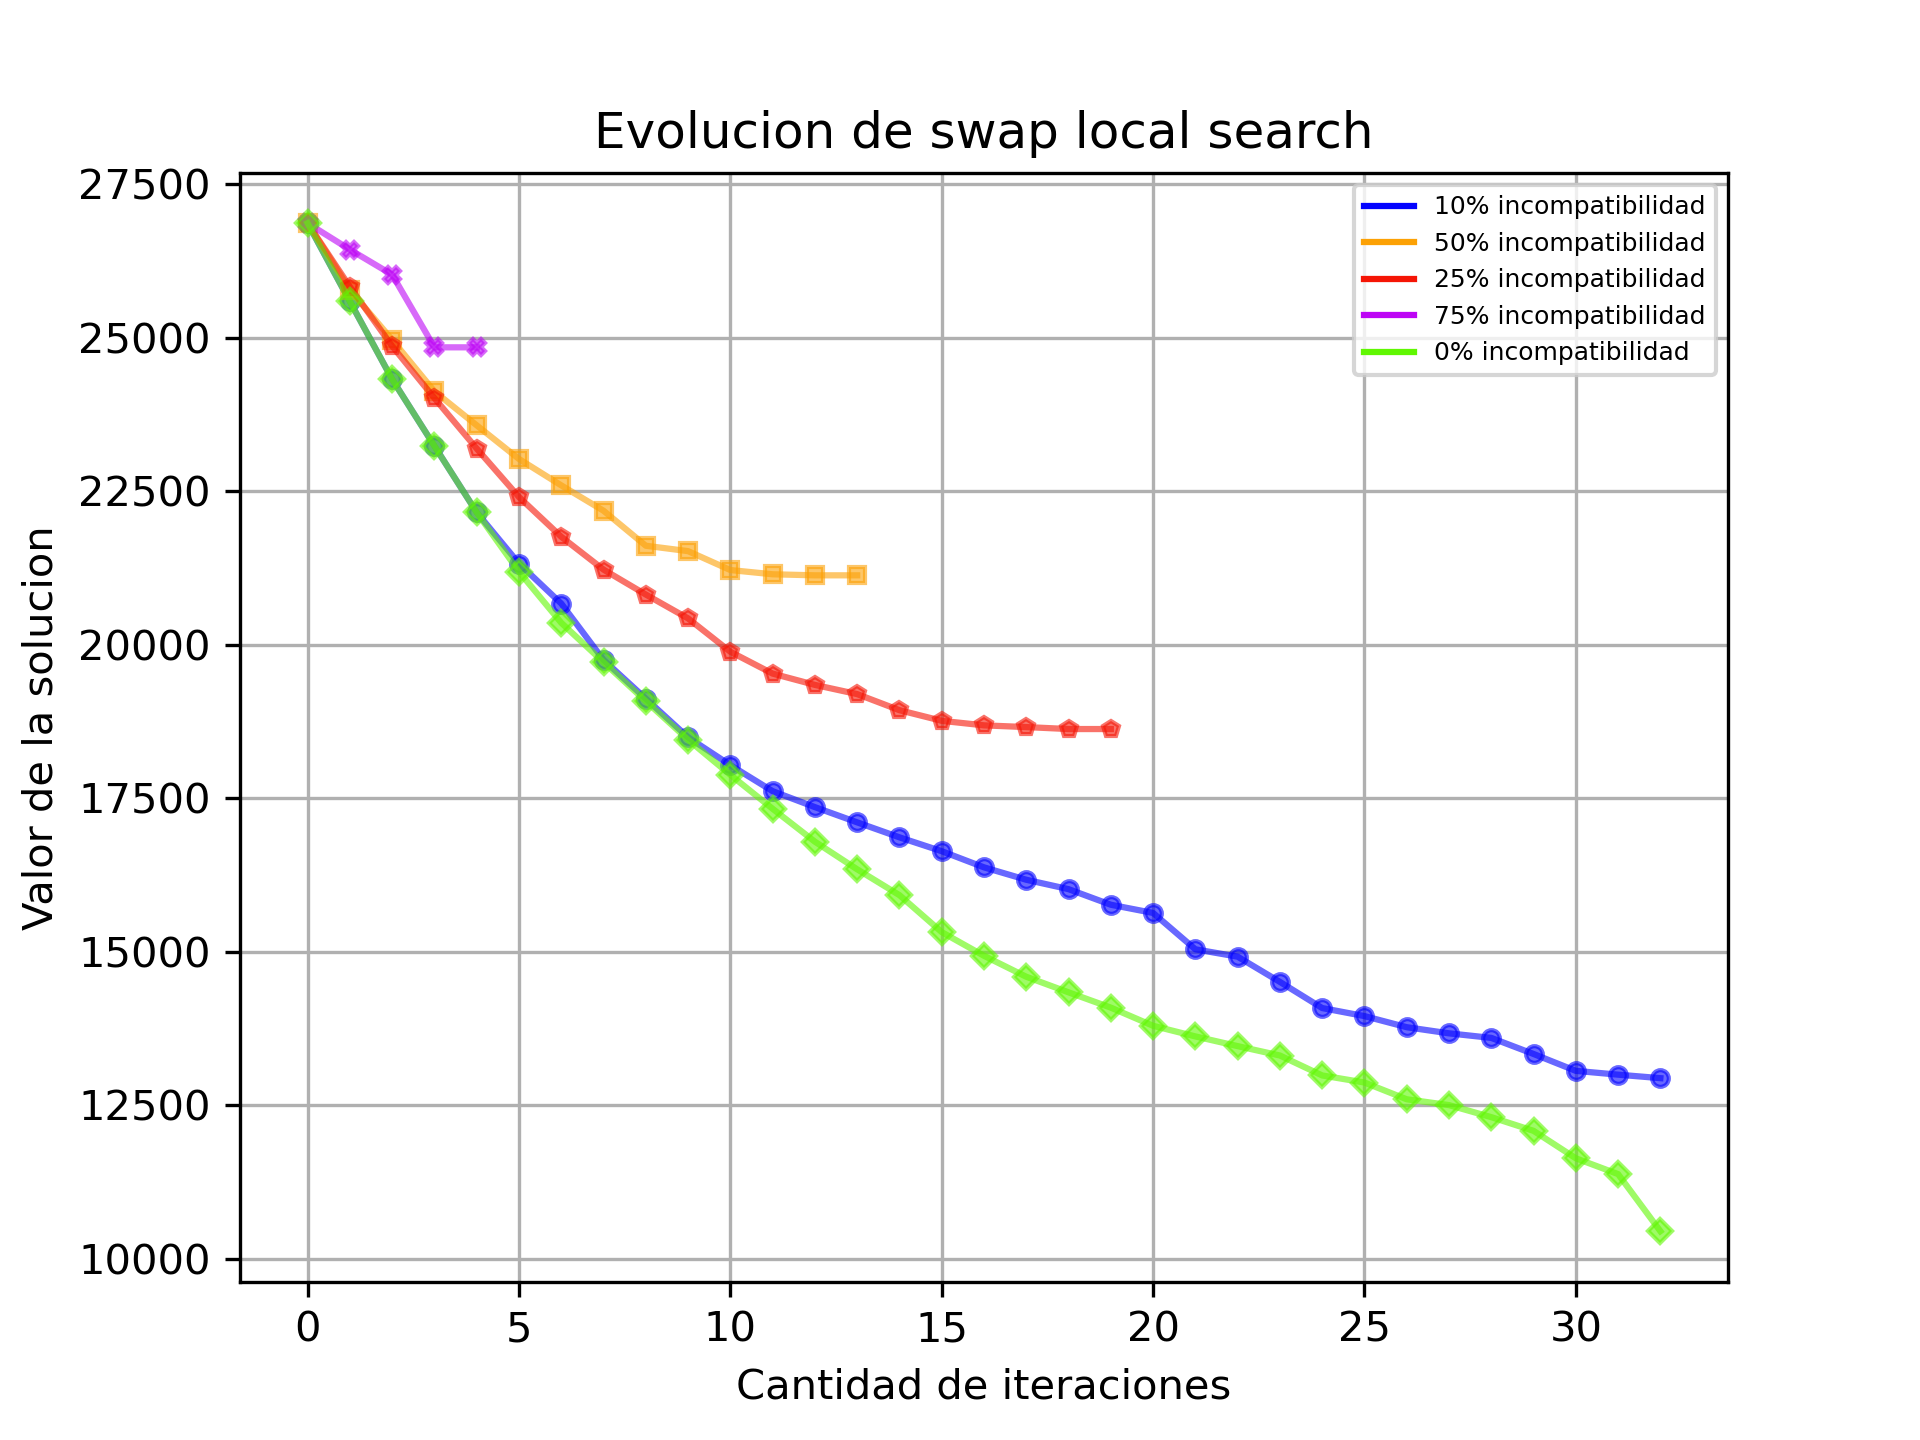 Evolucion de swap local search
27500
25000
22500
20000
17500
15000
12500
10000
Valor de la solucion
10% incompatibilidad
50% incompatibilidad
25% incompatibilidad
75% incompatibilidad
0% incompatibilidad
0 5 10 15 20 25 30
Cantidad de iteraciones